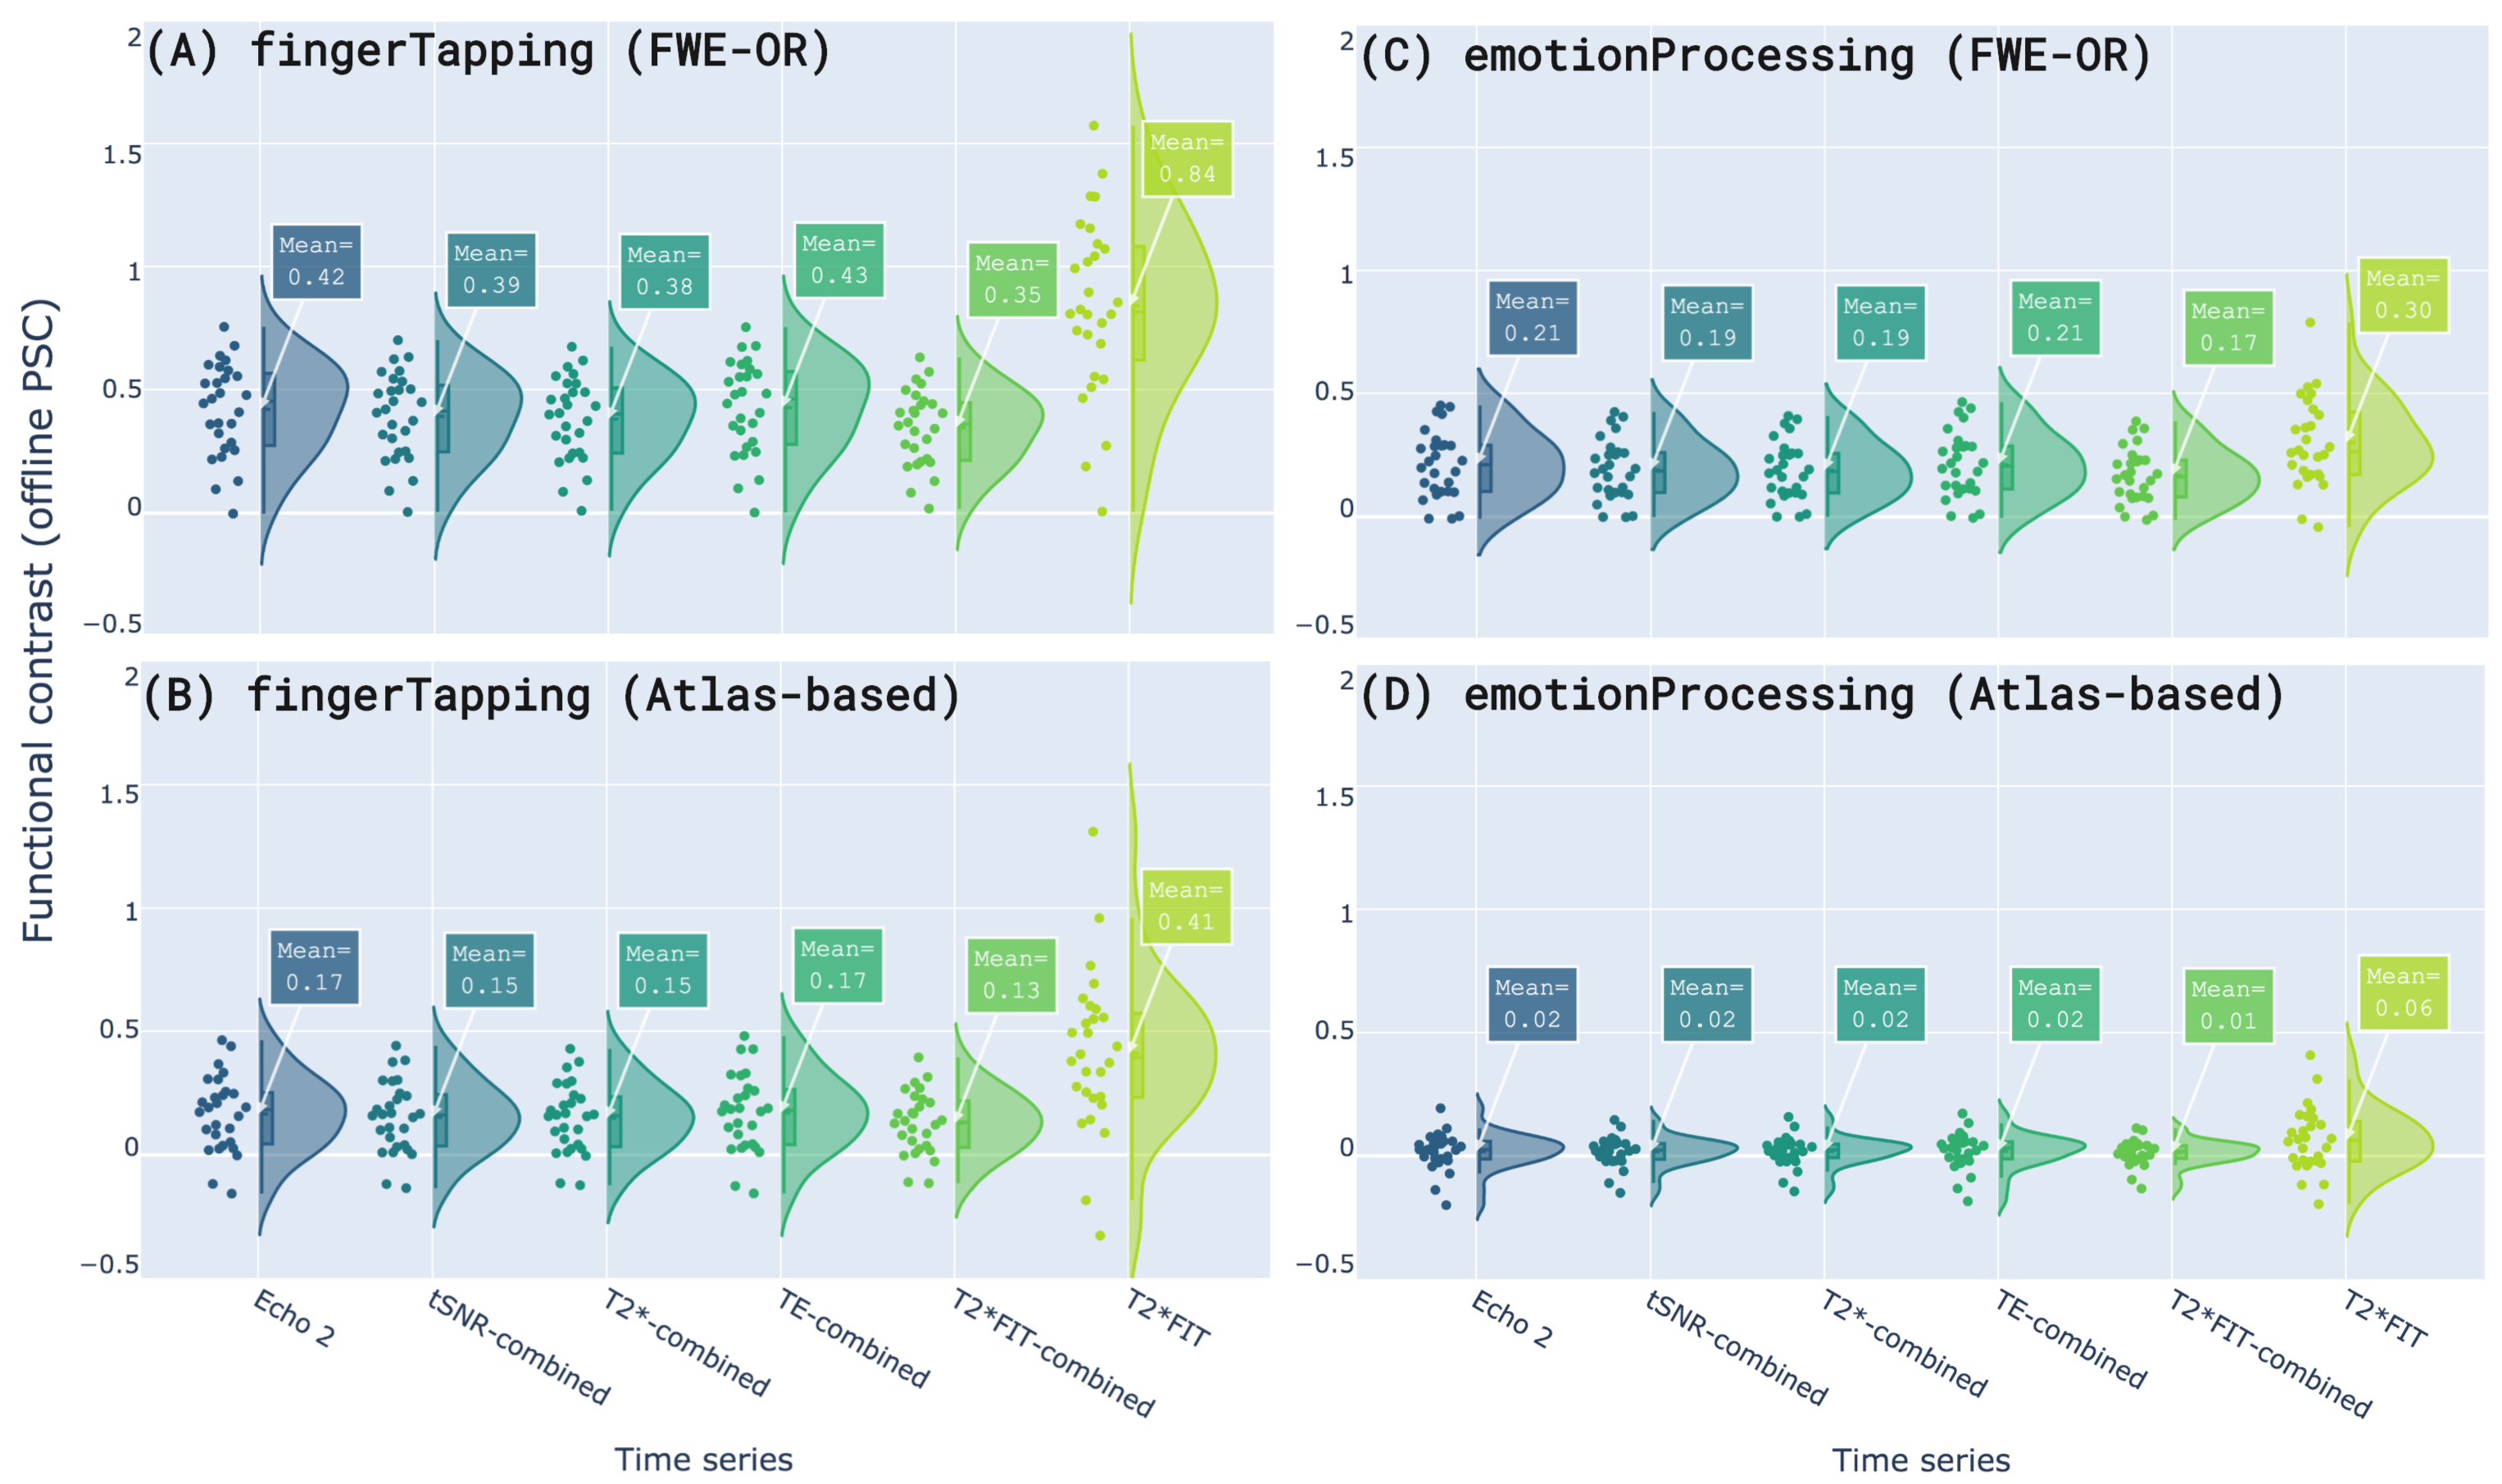 Functional contrast (offline PSC)
(A) fingerTapping (FWE-OR)
2
1.5
1
0.5
0
−0.5
Mean=
0.42
Mean=
0.39
Mean=
0.38
Mean=
0.43
Mean=
0.35
Mean=
0.84
(B) fingerTapping (Atlas-based)
2
1.5
1
0.5
0
−0.5
Mean=
0.17
Mean=
0.15
Mean=
0.15
Mean=
0.17
Mean=
0.13
Mean=
0.41
Echo 2
tSNR-combined
T2*-combined
TE-combined
T2*FIT-combined
T2*FIT
Time series
(C) emotionProcessing (FWE-OR)
2
1.5
1
0.5
0
−0.5
Mean=
0.21
Mean=
0.19
Mean=
0.19
Mean=
0.21
Mean=
0.17
Mean=
0.30
(D) emotionProcessing (Atlas-based)
2
1.5
1
0.5
0
−0.5
Mean=
0.02
Mean=
0.02
Mean=
0.02
Mean=
0.02
Mean=
0.01
Mean=
0.06
Echo 2
tSNR-combined
T2*-combined
TE-combined
T2*FIT-combined
T2*FIT
Time series